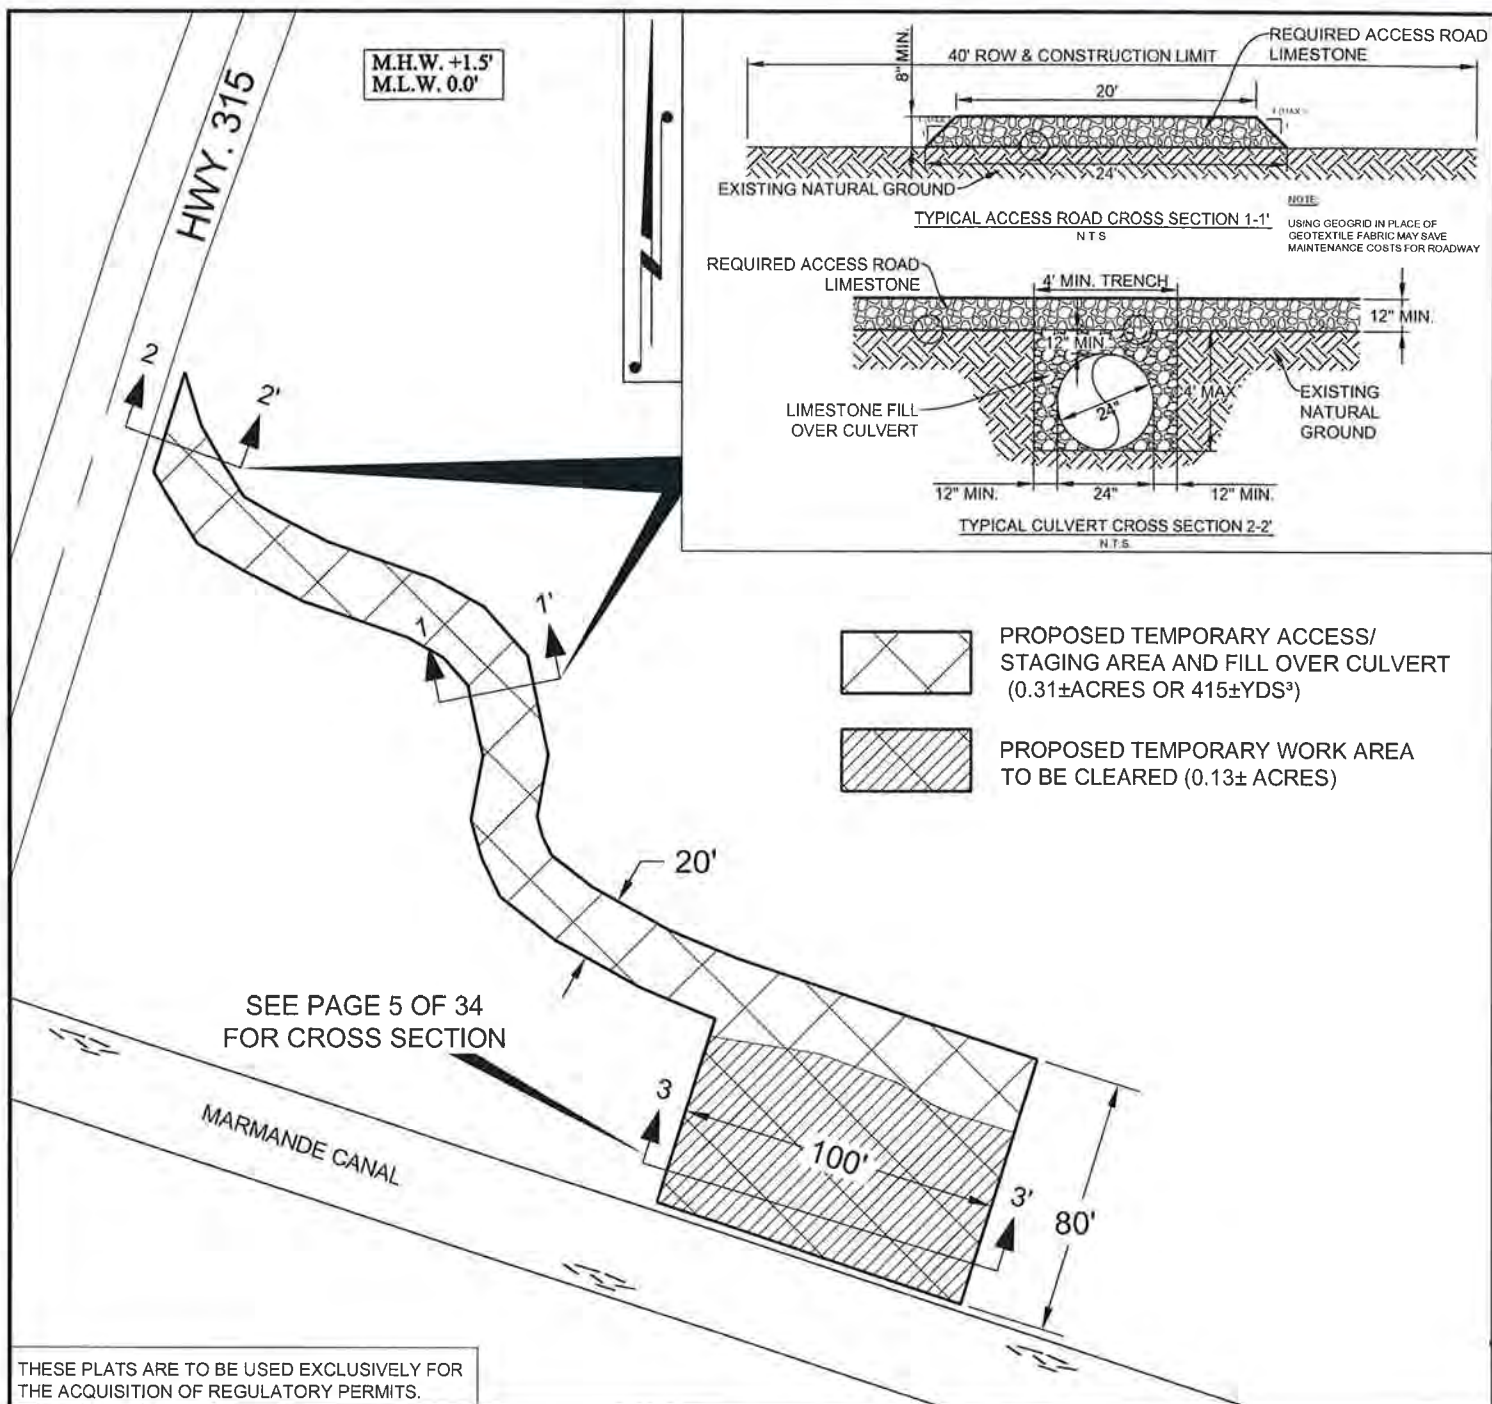 M.H.W. +1.5'
M.L.W. 0.0'
HWY. 315
8" MIN.
40' ROW & CONSTRUCTION LIMIT
REQUIRED ACCESS ROAD
LIMESTONE
20'
24'
EXISTING NATURAL GROUND
TYPICAL ACCESS ROAD CROSS SECTION 1-1'
N T S
NOTE:
USING GEOGRID IN PLACE OF
GEOTEXTILE FABRIC MAY SAVE
MAINTENANCE COSTS FOR ROADWAY
REQUIRED ACCESS ROAD
LIMESTONE
4' MIN. TRENCH
12" MIN.
12" MIN.
4' MAX
24"
LIMESTONE FILL
OVER CULVERT
EXISTING
NATURAL
GROUND
12" MIN.
24"
12" MIN.
TYPICAL CULVERT CROSS SECTION 2-2'
N.T.S.
2
2'
1
1'
PROPOSED TEMPORARY ACCESS/
STAGING AREA AND FILL OVER CULVERT
(0.31±ACRES OR 415±YDS³)
PROPOSED TEMPORARY WORK AREA
TO BE CLEARED (0.13± ACRES)
20'
SEE PAGE 5 OF 34
FOR CROSS SECTION
MARMANDE CANAL
3
100'
3'
80'
THESE PLATS ARE TO BE USED EXCLUSIVELY FOR
THE ACQUISITION OF REGULATORY PERMITS.